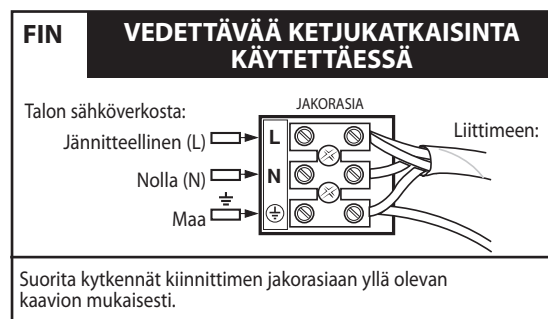 FIN
VEDETTÄVÄÄ KETJUKATKAISINTA
KÄYTETTÄESSÄ
Talon sähköverkosta:
JAKORASIA
Jännitteellinen (L)
L
Liittimeen:
Nolla (N)
N
Maa
Suorita kytkennät kiinnittimen jakorasiaan yllä olevan
kaavion mukaisesti.